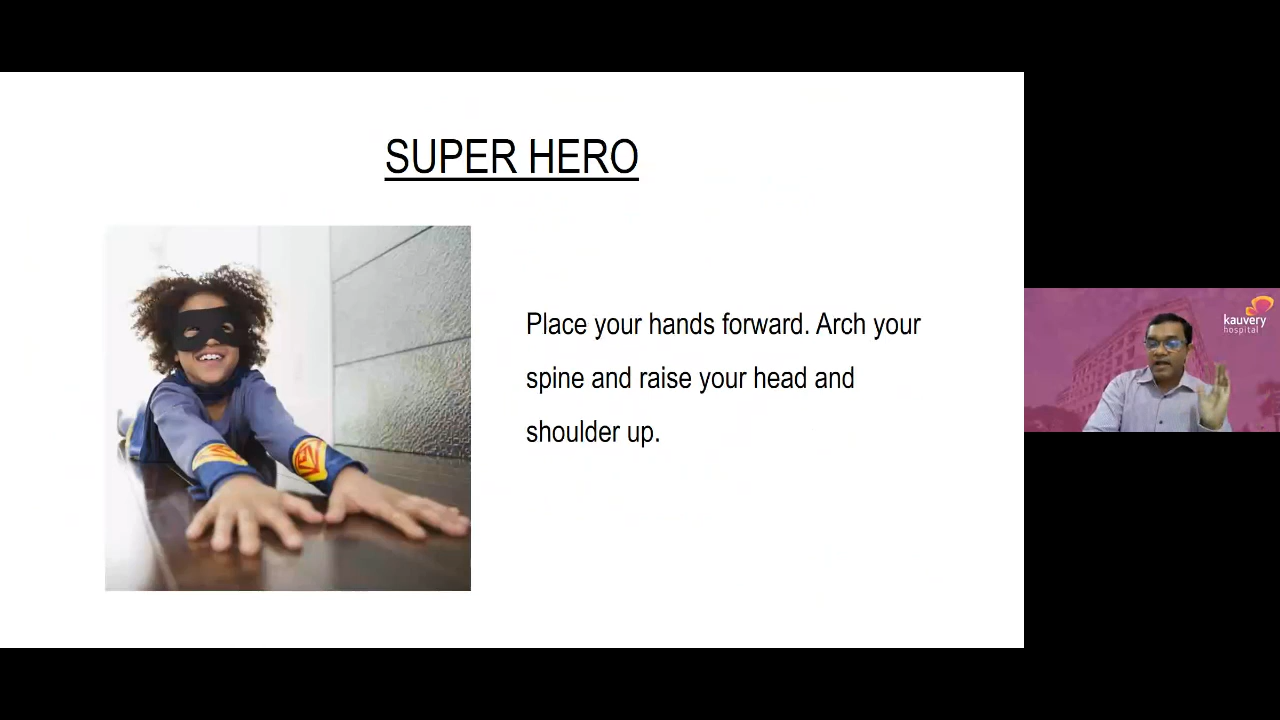 SUPER HERO
Place your hands forward. Arch your
spine and raise your head and
shoulder up.
kauvery
hospital